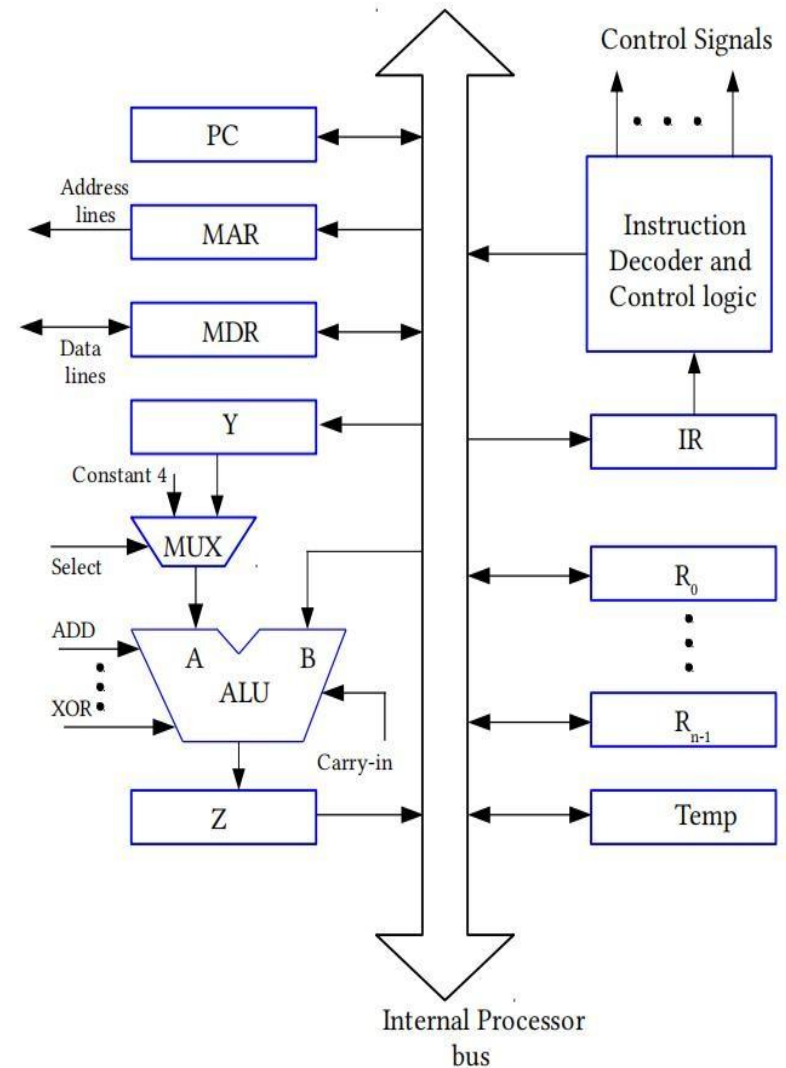 Control Signals
PC
Address
lines
MAR
Instruction
Decoder and
Control logic
MDR
Data
lines
Y
IR
Constant 4
MUX
Select
R0
ADD
A B
ALU
XOR
Rn-1
Carry-in
Z
Temp
Internal Processor
bus